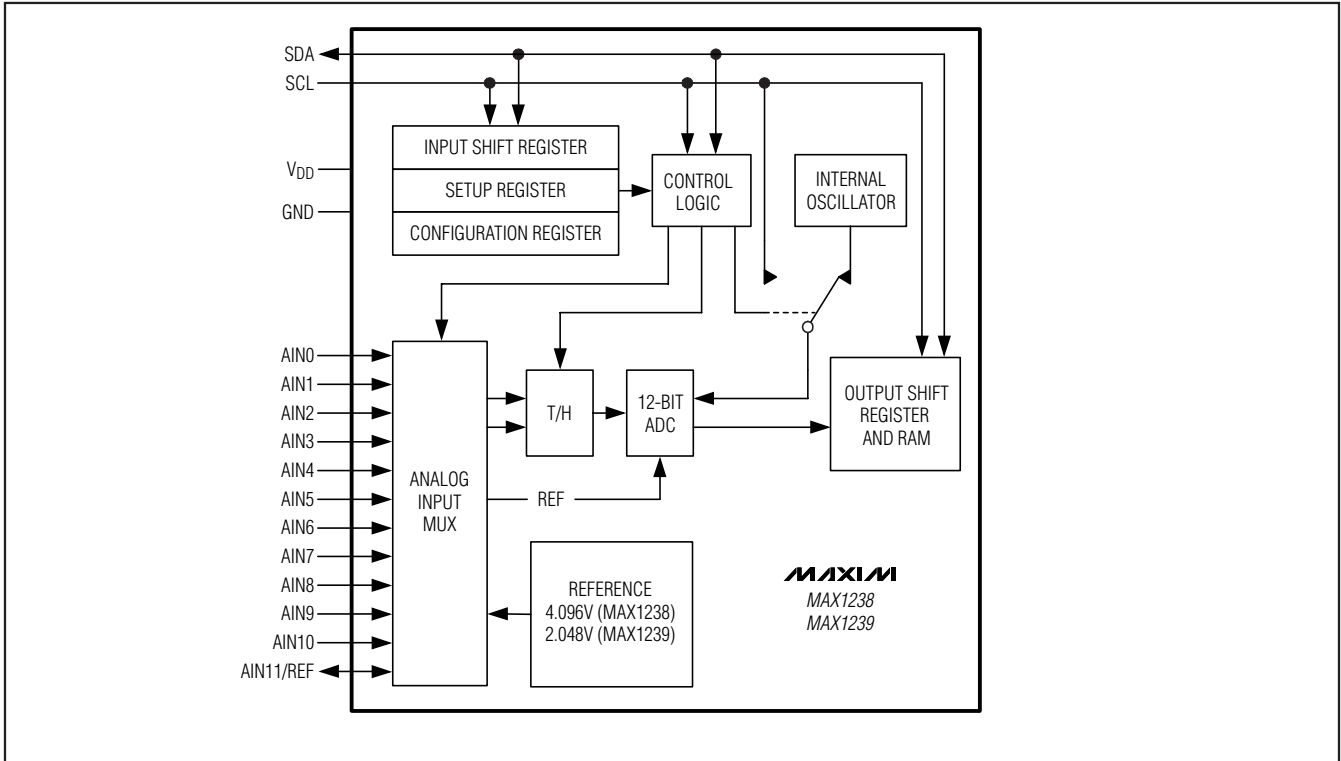 SDA
SCL
V_DD
GND
INPUT SHIFT REGISTER
SETUP REGISTER
CONFIGURATION REGISTER
CONTROL
LOGIC
INTERNAL
OSCILLATOR
AIN0
AIN1
AIN2
AIN3
AIN4
AIN5
AIN6
AIN7
AIN8
AIN9
AIN10
AIN11/REF
ANALOG
INPUT
MUX
T/H
12-BIT
ADC
REF
OUTPUT SHIFT
REGISTER
AND RAM
REFERENCE
4.096V (MAX1238)
2.048V (MAX1239)
MAXIM
MAX1238
MAX1239